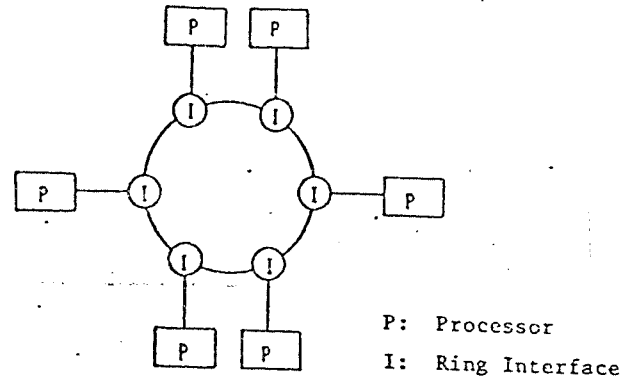 P P
I I
P I I P
I I
P P
P: Processor
I: Ring Interface